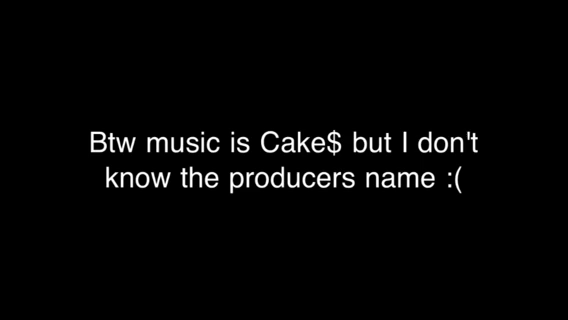 Btw music is Cake$ but I don't
know the producers name :(